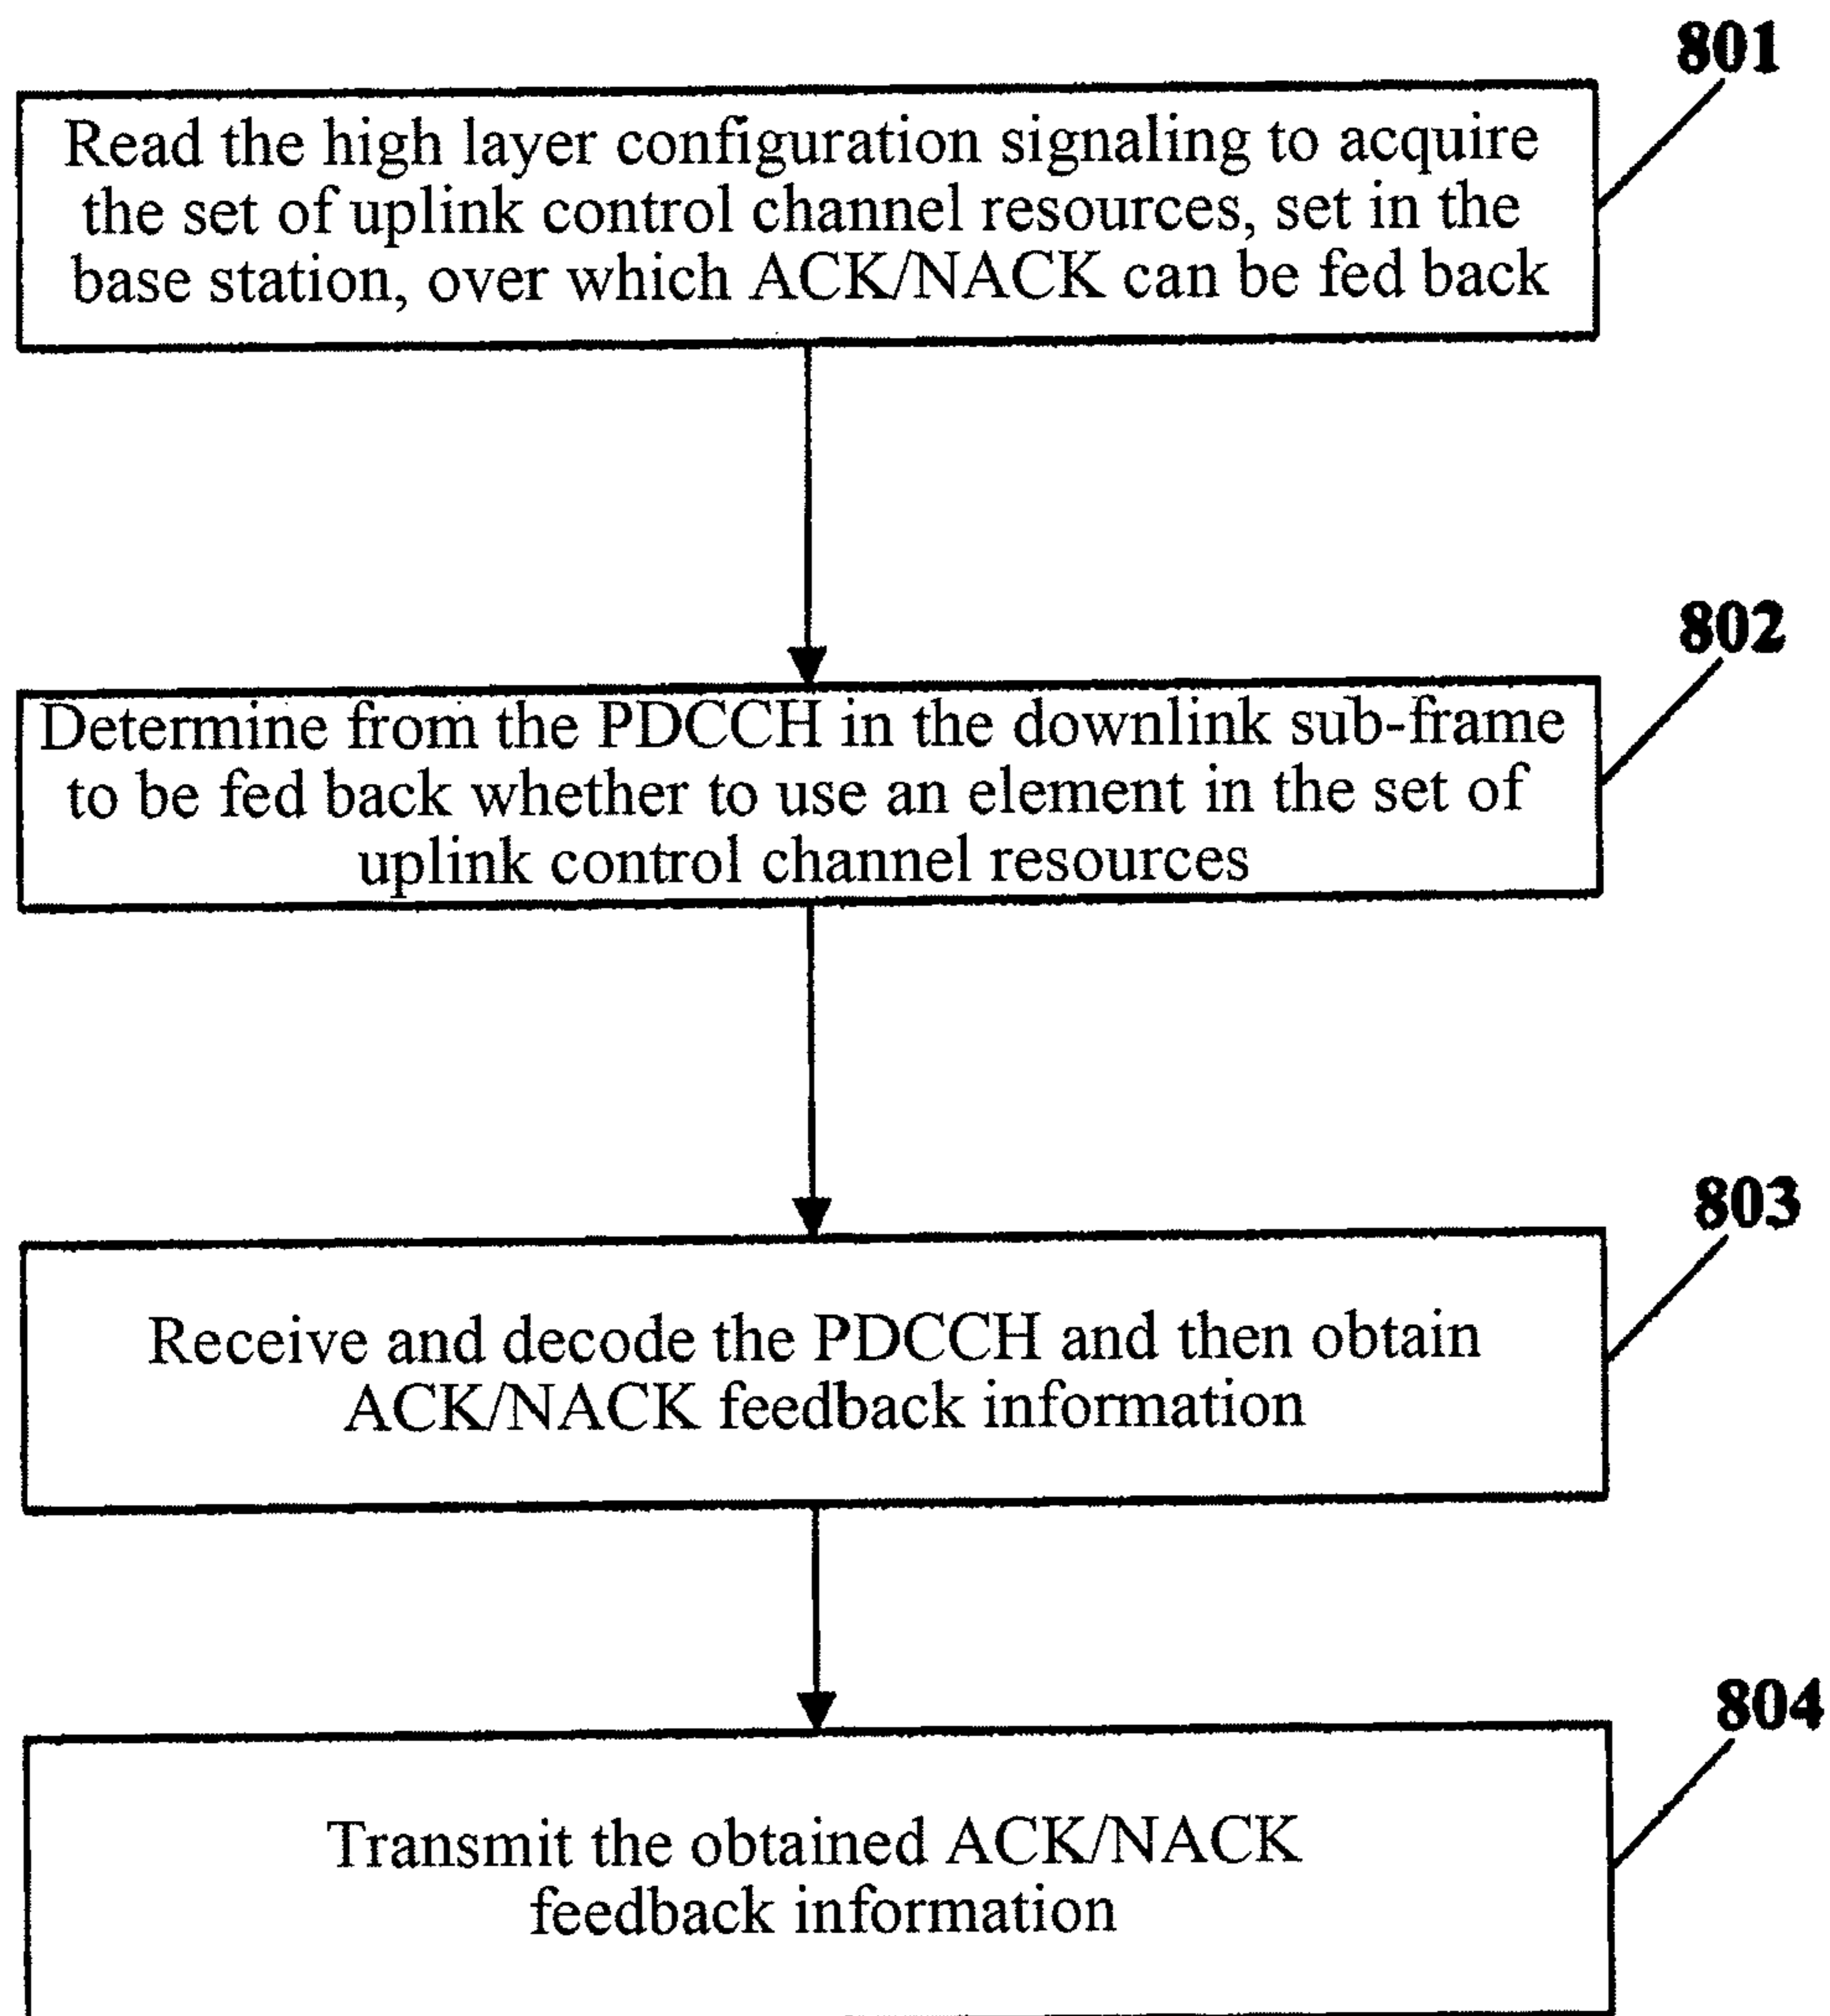 801
Read the high layer configuration signaling to acquire
the set of uplink control channel resources, set in the
base station, over which ACK/NACK can be fed back
802
Determine from the PDCCH in the downlink sub-frame
to be fed back whether to use an element in the set of
uplink control channel resources
803
Receive and decode the PDCCH and then obtain
ACK/NACK feedback information
804
Transmit the obtained ACK/NACK
feedback information